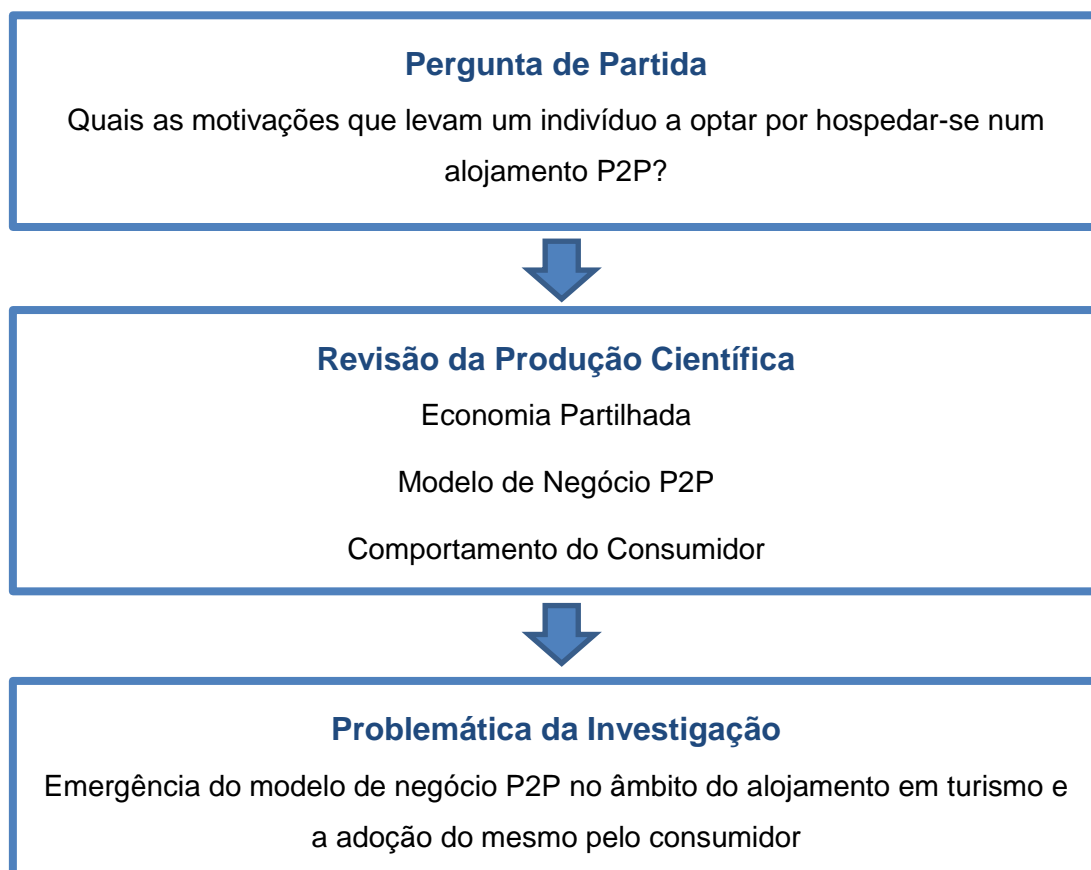 Pergunta de Partida
Quais as motivações que levam um indivíduo a optar por hospedar-se num
alojamento P2P?
Revisão da Produção Científica
Economia Partilhada
Modelo de Negócio P2P
Comportamento do Consumidor
Problemática da Investigação
Emergência do modelo de negócio P2P no âmbito do alojamento em turismo e
a adoção do mesmo pelo consumidor